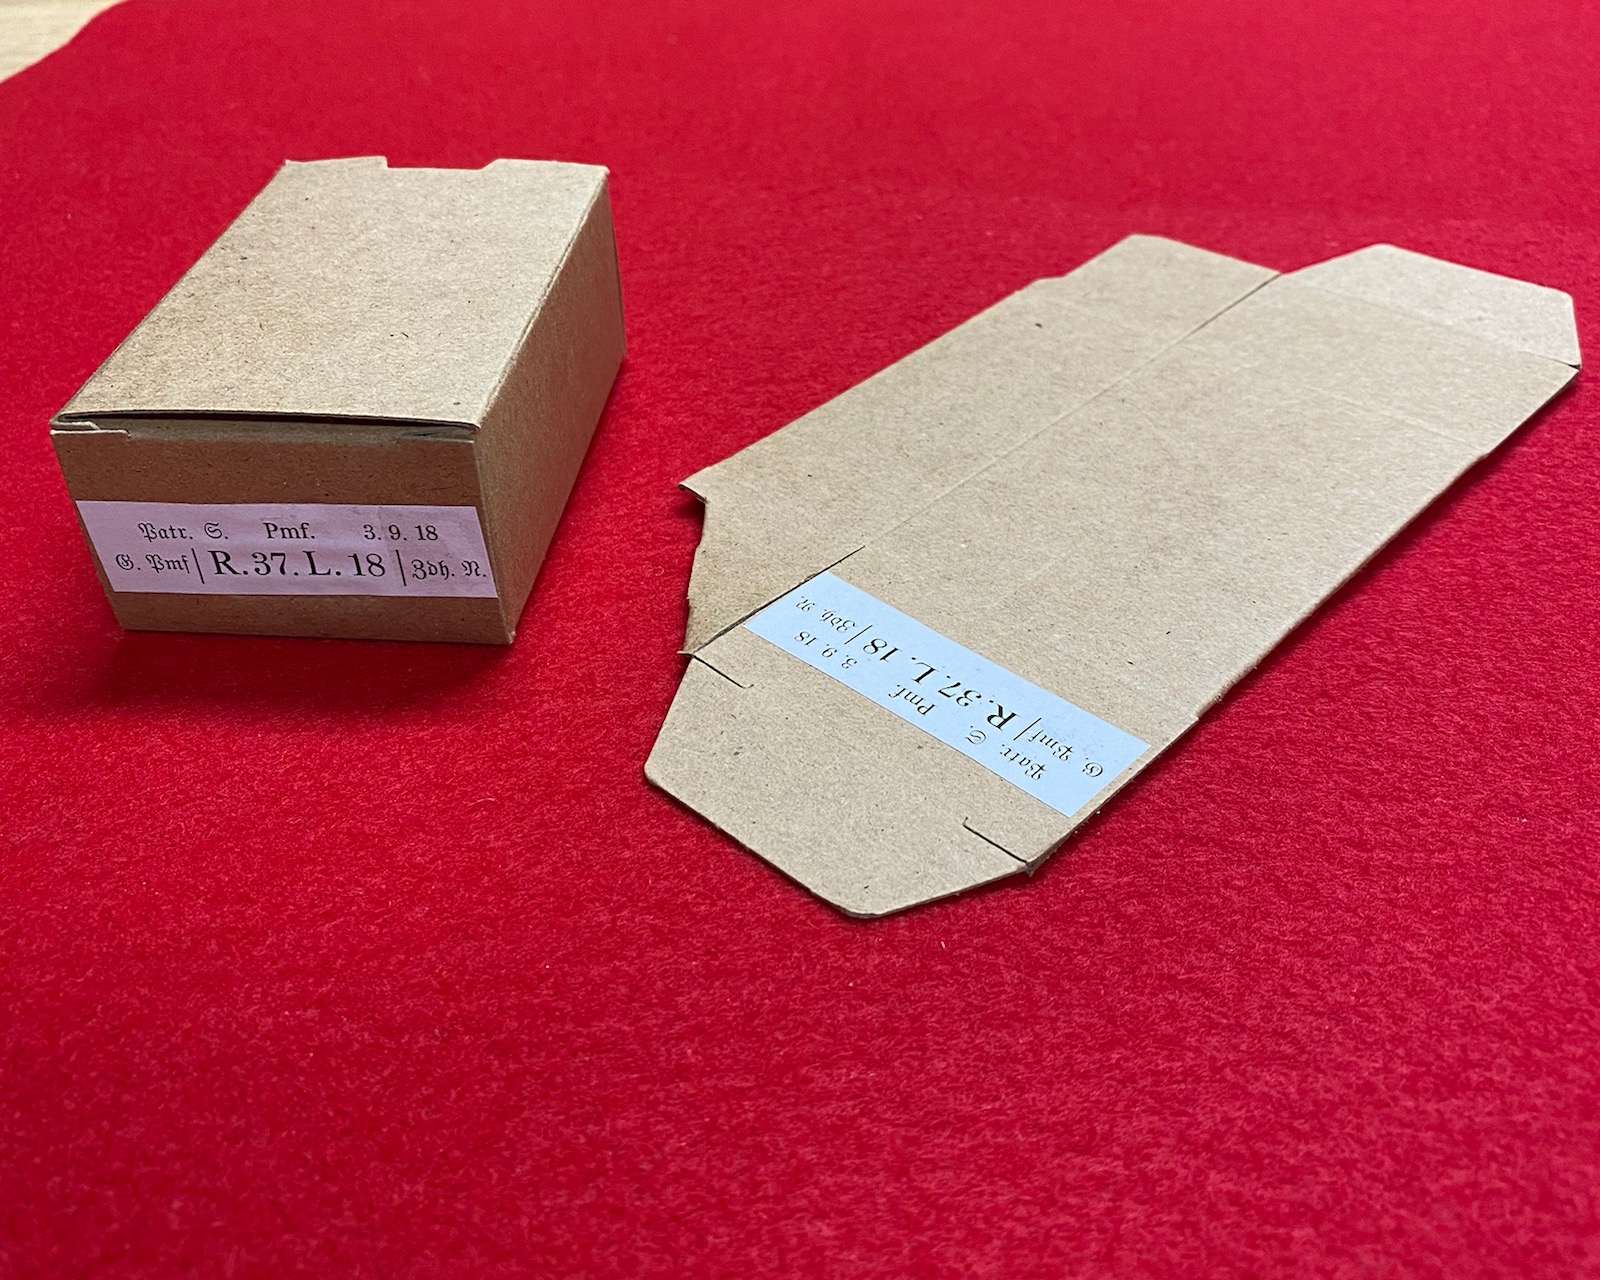 Patr. S. Pmf. 3. 9. 18
G. Pmf | R. 37. L. 18 | Zdh. N.
Patr. S. Pmf. 3. 9. 18
G. Pmf | R. 37. L. 18 | Zdh. N.